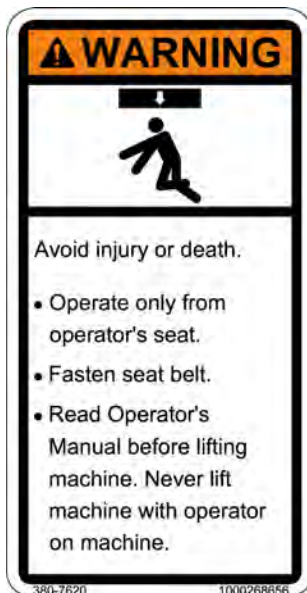 WARNING
Avoid injury or death.
• Operate only from
operator's seat.
• Fasten seat belt.
• Read Operator's
Manual before lifting
machine. Never lift
machine with operator
on machine.
380-7620 1000268656